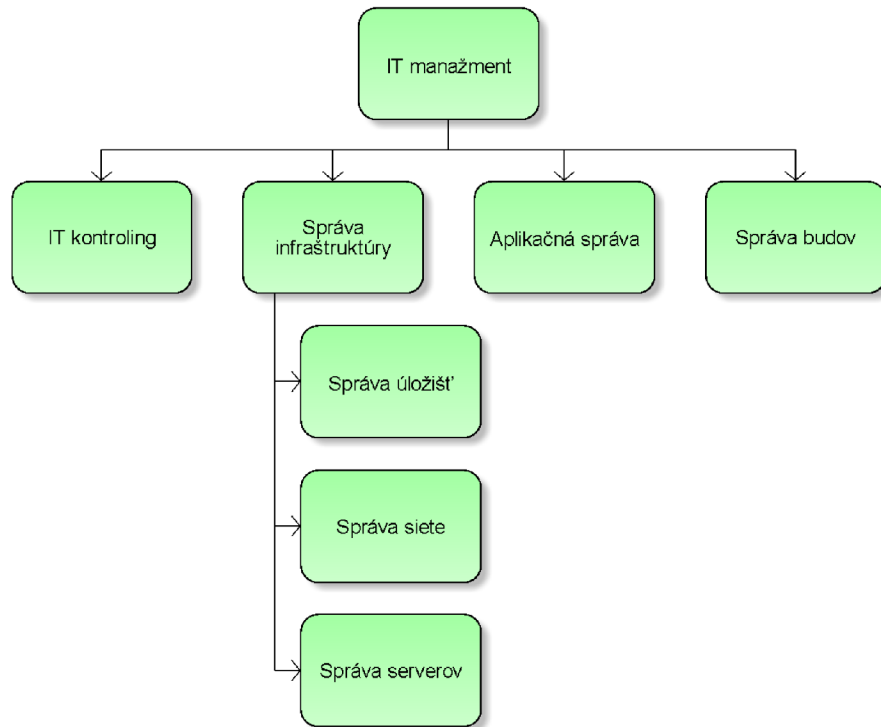 IT manažment
IT kontroling
Správa
infraštruktúry
Aplikačná správa
Správa budov
Správa úložišť
Správa siete
Správa serverov